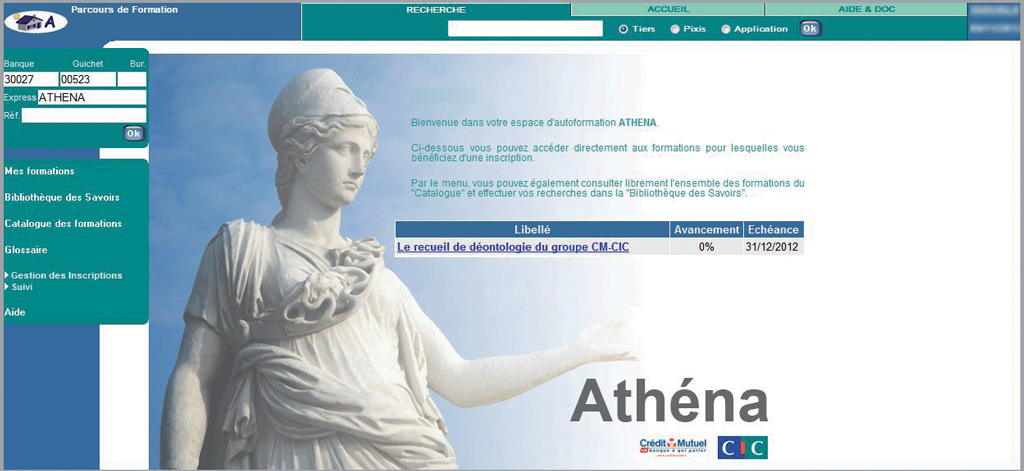 Parcours de Formation
RECHERCHE
ACCUEIL
AIDE & DOC
Tiers Pixis Application Ok
A
Banque Guichet Bur.
30027 00523
Express ATHENA
Réf.
Ok
Mes formations
Bibliothèque des Savoirs
Catalogue des formations
Glossaire
Gestion des Inscriptions
Suivi
Aide
Bienvenue dans votre espace d'autoformation ATHENA.
Ci-dessous vous pouvez accéder directement aux formations pour lesquelles vous
bénéficiez d'une inscription.
Par le menu, vous pouvez également consulter librement l'ensemble des formations du
"Catalogue" et effectuer vos recherches dans la "Bibliothèque des Savoirs".
Libellé Avancement Echéance
Le recueil de déontologie du groupe CM-CIC 0% 31/12/2012
Athéna
Crédit Mutuel
la banque à qui parler
CIC